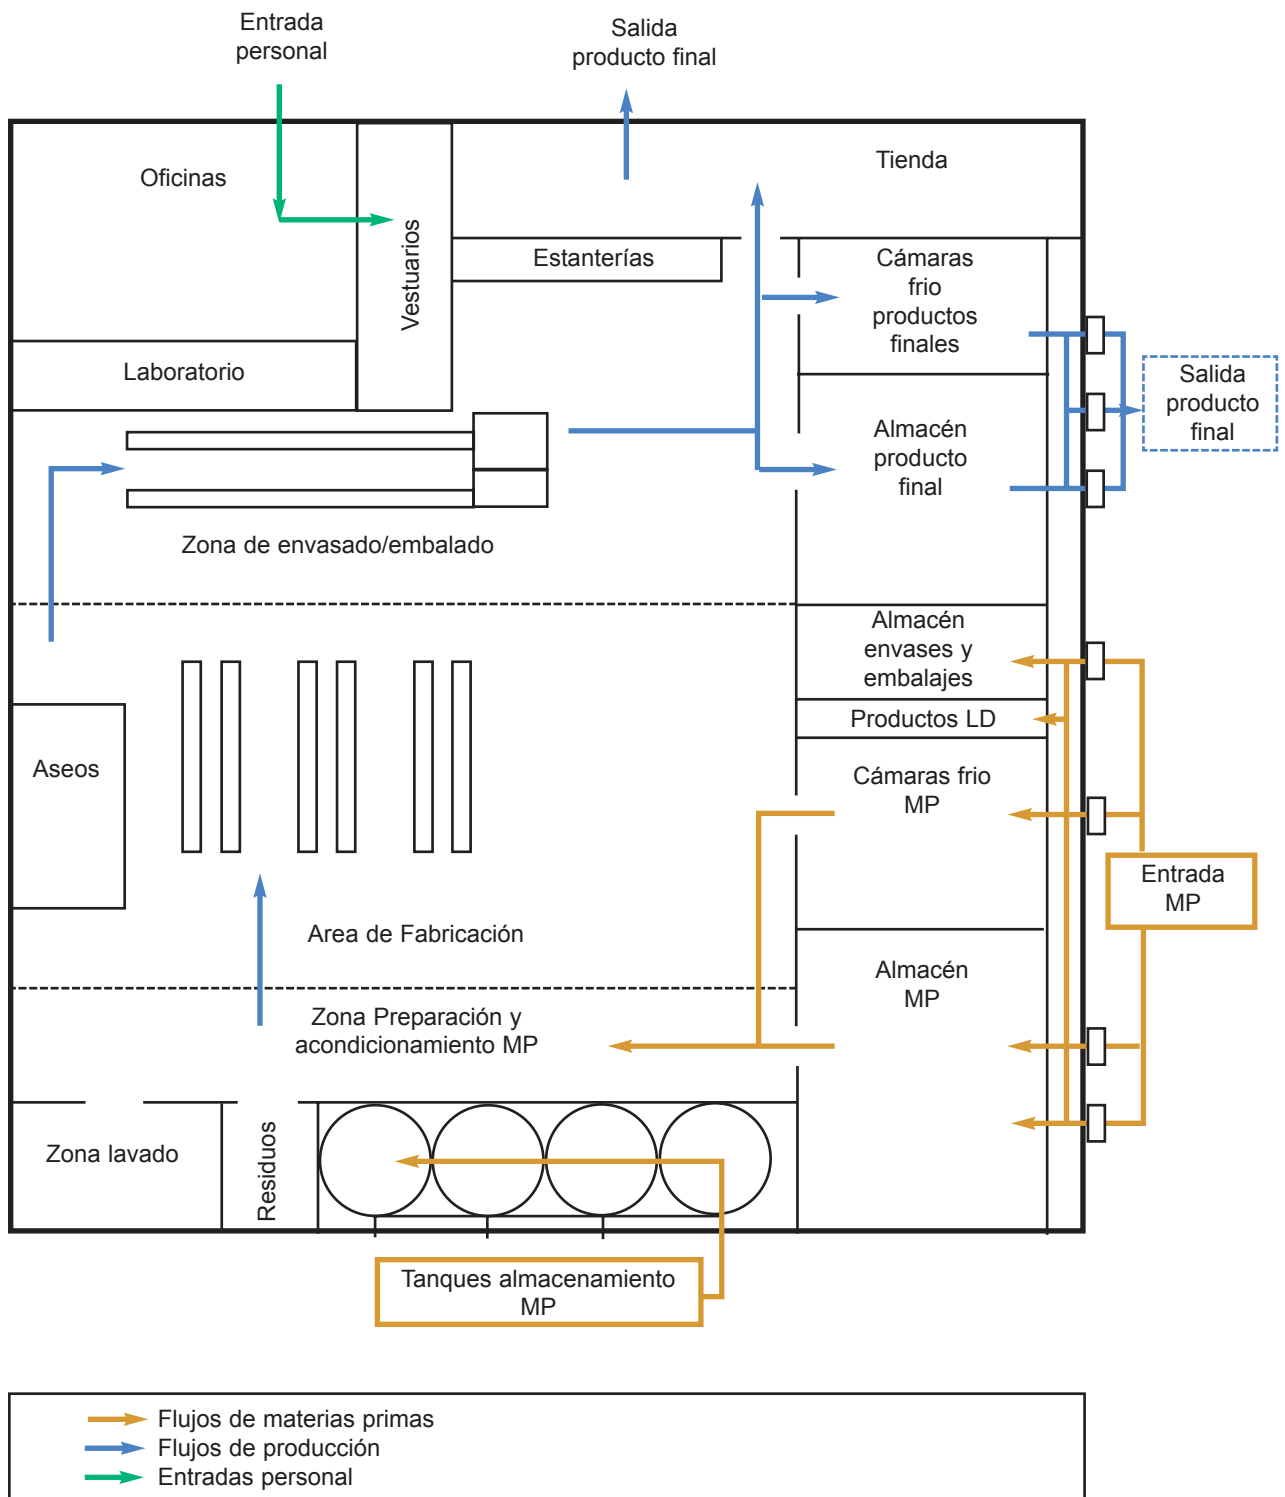 Entrada
personal
Salida
producto final
Oficinas
Vestuarios
Tienda
Estanterías
Cámaras
frio
productos
finales
Laboratorio
Salida
producto
final
Almacén
producto
final
Zona de envasado/embalado
Almacén
envases y
embalajes
Productos LD
Aseos
Cámaras frio
MP
Entrada
MP
Area de Fabricación
Almacén
MP
Zona Preparación y
acondicionamiento MP
Zona lavado
Residuos
Tanques almacenamiento
MP
Flujos de materias primas
Flujos de producción
Entradas personal